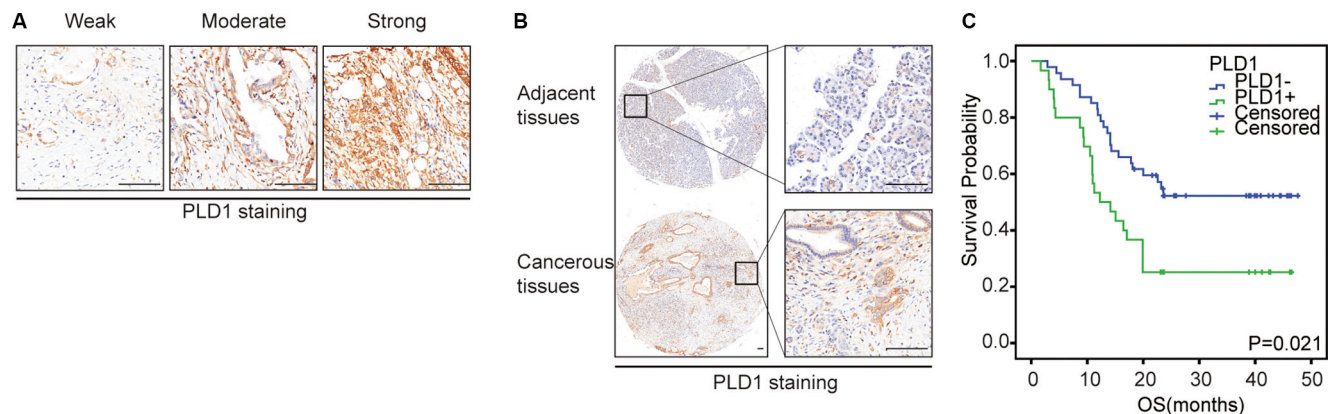 A
Weak
Moderate
Strong
PLD1 staining
B
Adjacent
tissues
Cancerous
tissues
PLD1 staining
C
Survival Probability
1.0
0.8
0.6
0.4
0.2
0.0
PLD1
PLD1-
PLD1+
Censored
Censored
P=0.021
0 10 20 30 40 50
OS(months)